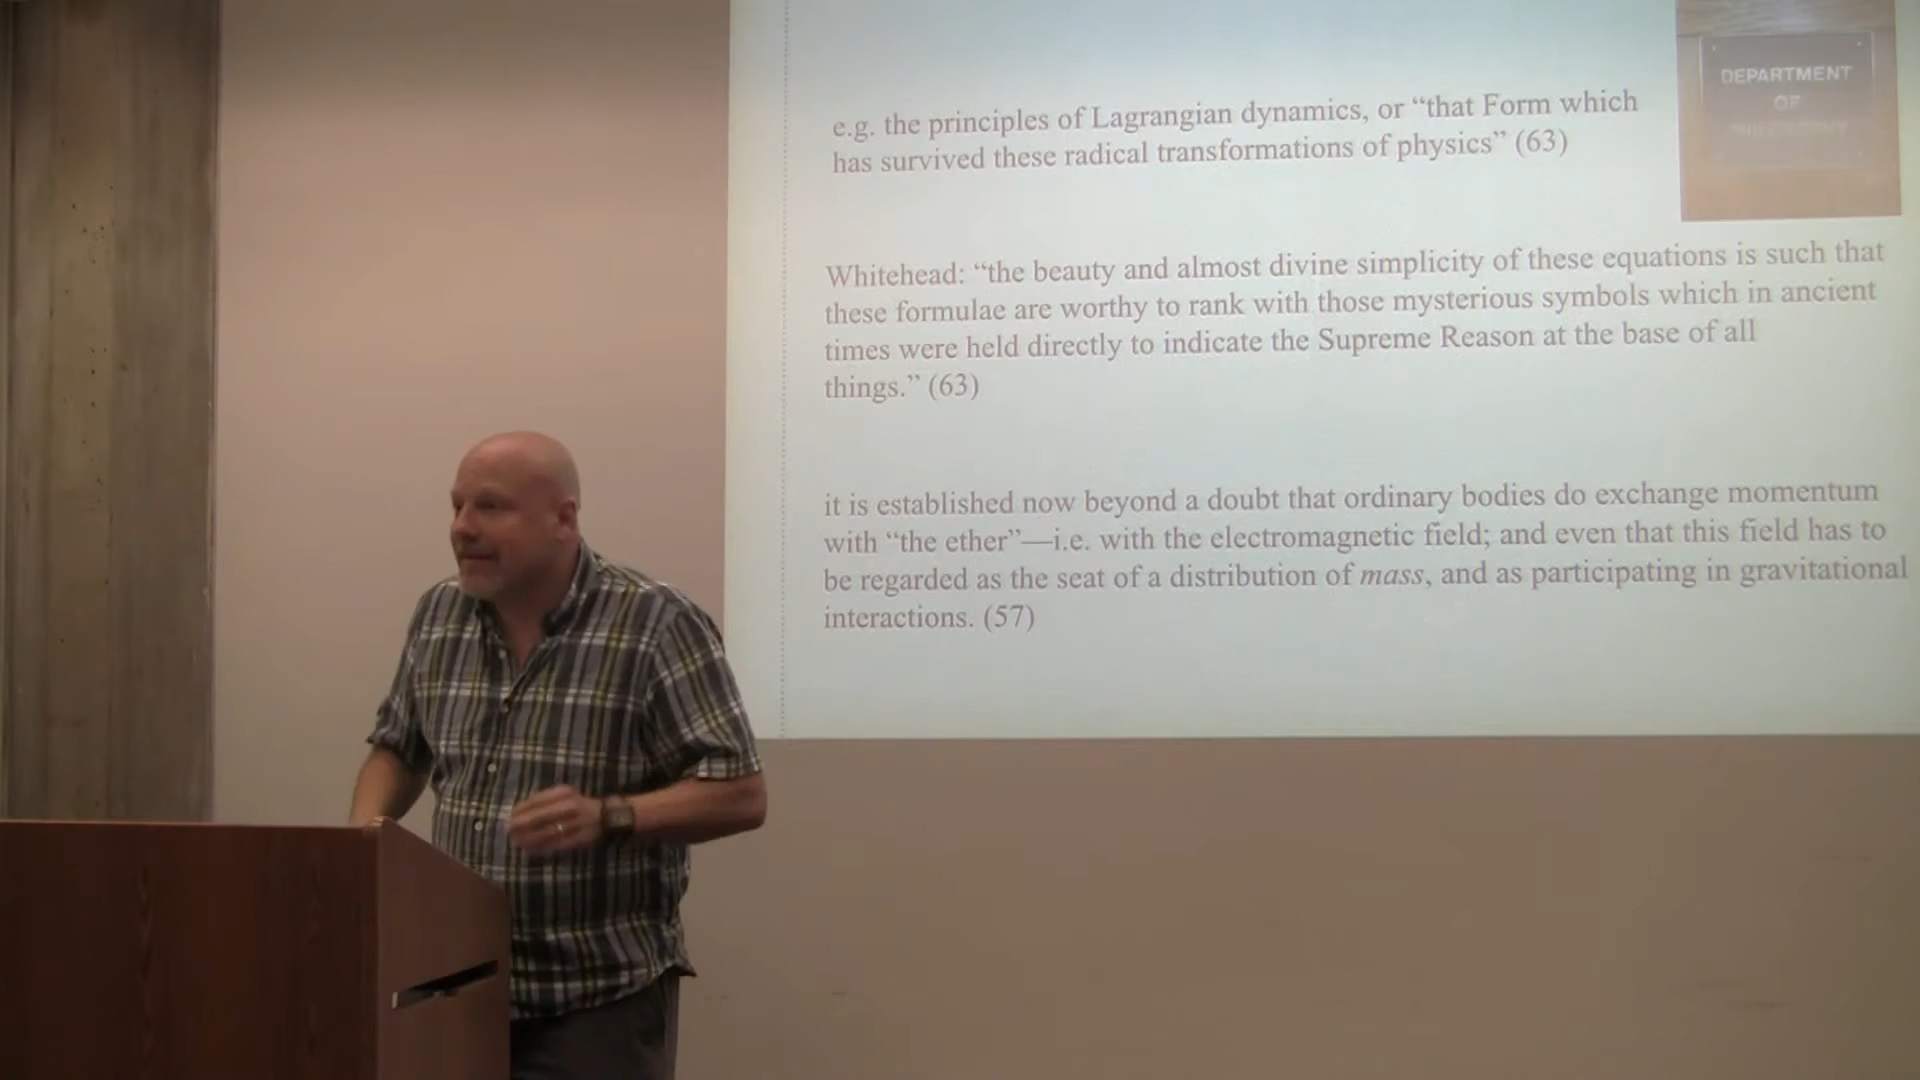 DEPARTMENT
OF
e.g. the principles of Lagrangian dynamics, or “that Form which
has survived these radical transformations of physics” (63)
Whitehead: “the beauty and almost divine simplicity of these equations is such that
these formulae are worthy to rank with those mysterious symbols which in ancient
times were held directly to indicate the Supreme Reason at the base of all
things.” (63)
it is established now beyond a doubt that ordinary bodies do exchange momentum
with “the ether”—i.e. with the electromagnetic field; and even that this field has to
be regarded as the seat of a distribution of mass, and as participating in gravitational
interactions. (57)